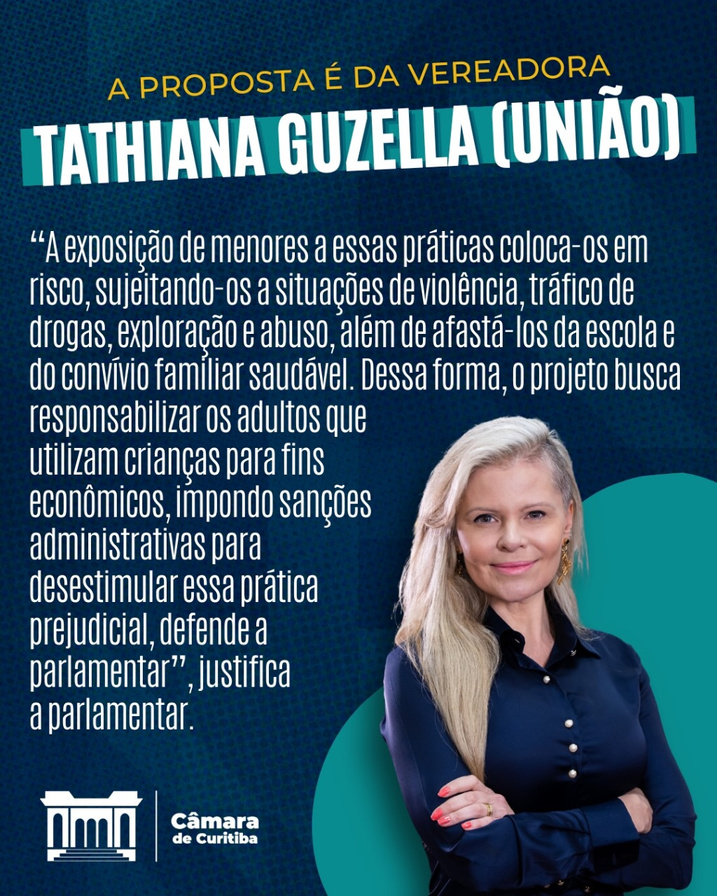 A PROPOSTA É DA VEREADORA
TATHIANA GUZELLA (UNIÃO)
“A exposição de menores a essas práticas coloca-os em
risco, sujeitando-os a situações de violência, tráfico de
drogas, exploração e abuso, além de afastá-los da escola e
do convívio familiar saudável. Dessa forma, o projeto busca
responsabilizar os adultos que
utilizam crianças para fins
econômicos, impondo sanções
administrativas para
desestimular essa prática
prejudicial, defende a
parlamentar”, justifica
a parlamentar.
Câmara
de Curitiba